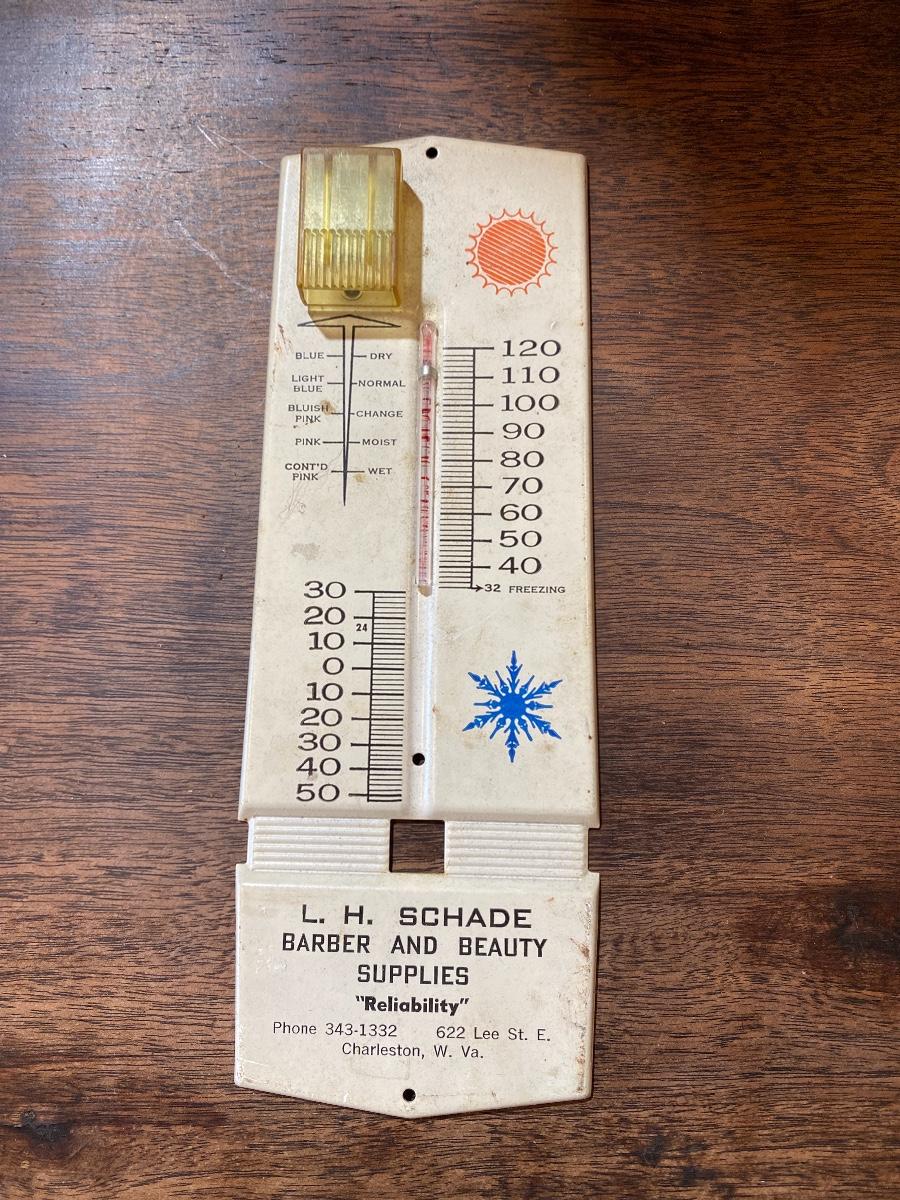 BLUE DRY
LIGHT BLUE NORMAL
BLUISH PINK CHANGE
PINK MOIST
CONT'D PINK WET
120
110
100
90
80
70
60
50
40
32 FREEZING
30
20
24
10
0
10
20
30
40
50
L. H. SCHADE
BARBER AND BEAUTY
SUPPLIES
"Reliability"
Phone 343-1332 622 Lee St. E.
Charleston, W. Va.